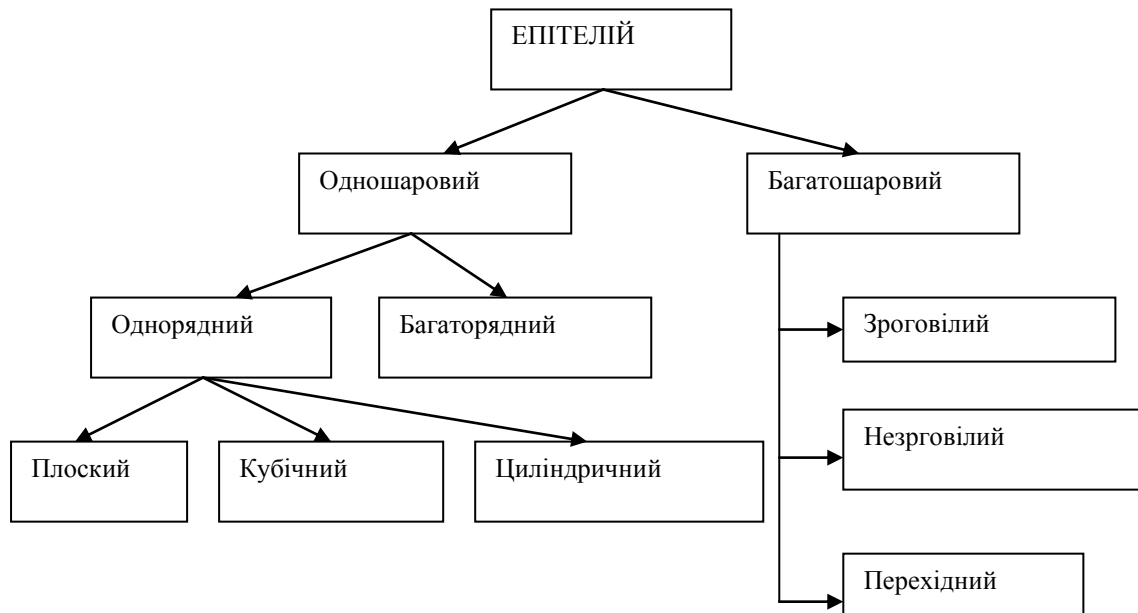 ЕПІТЕЛІЙ
Одношаровий
Багатошаровий
Однорядний
Багаторядний
Зроговілий
Плоский
Кубічний
Циліндричний
Незрговілий
Перехідний